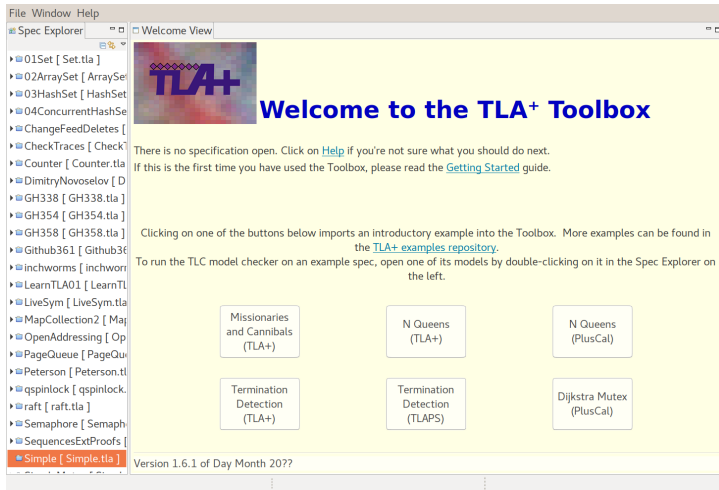 File Window Help
Spec Explorer
01Set [ Set.tla ]
02ArraySet [ ArraySet
03HashSet [ HashSet
04ConcurrentHashSe
ChangeFeedDeletes [
CheckTraces [ CheckT
Counter [ Counter.tla
DimitryNovoselov [ D
GH338 [ GH338.tla ]
GH354 [ GH354.tla ]
GH358 [ GH358.tla ]
Github361 [ Github36
inchworms [ inchworm
LearnTLA01 [ LearnTL
LiveSym [ LiveSym.tla
MapCollection2 [ Map
OpenAddressing [ Op
PageQueue [ PageQu
Peterson [ Peterson.tl
qspinlock [ qspinlock.
raft [ raft.tla ]
Semaphore [ Semaph
SequencesExtProofs [
Simple [ Simple.tla ]
Welcome View
TLA+
Welcome to the TLA+ Toolbox
There is no specification open. Click on Help if you're not sure what you should do next.
If this is the first time you have used the Toolbox, please read the Getting Started guide.
Clicking on one of the buttons below imports an introductory example into the Toolbox. More examples can be found in
the TLA+ examples repository.
To run the TLC model checker on an example spec, open one of its models by double-clicking on it in the Spec Explorer on
the left.
Missionaries
and Cannibals
(TLA+)
N Queens
(TLA+)
N Queens
(PlusCal)
Termination
Detection
(TLA+)
Termination
Detection
(TLAPS)
Dijkstra Mutex
(PlusCal)
Version 1.6.1 of Day Month 20??